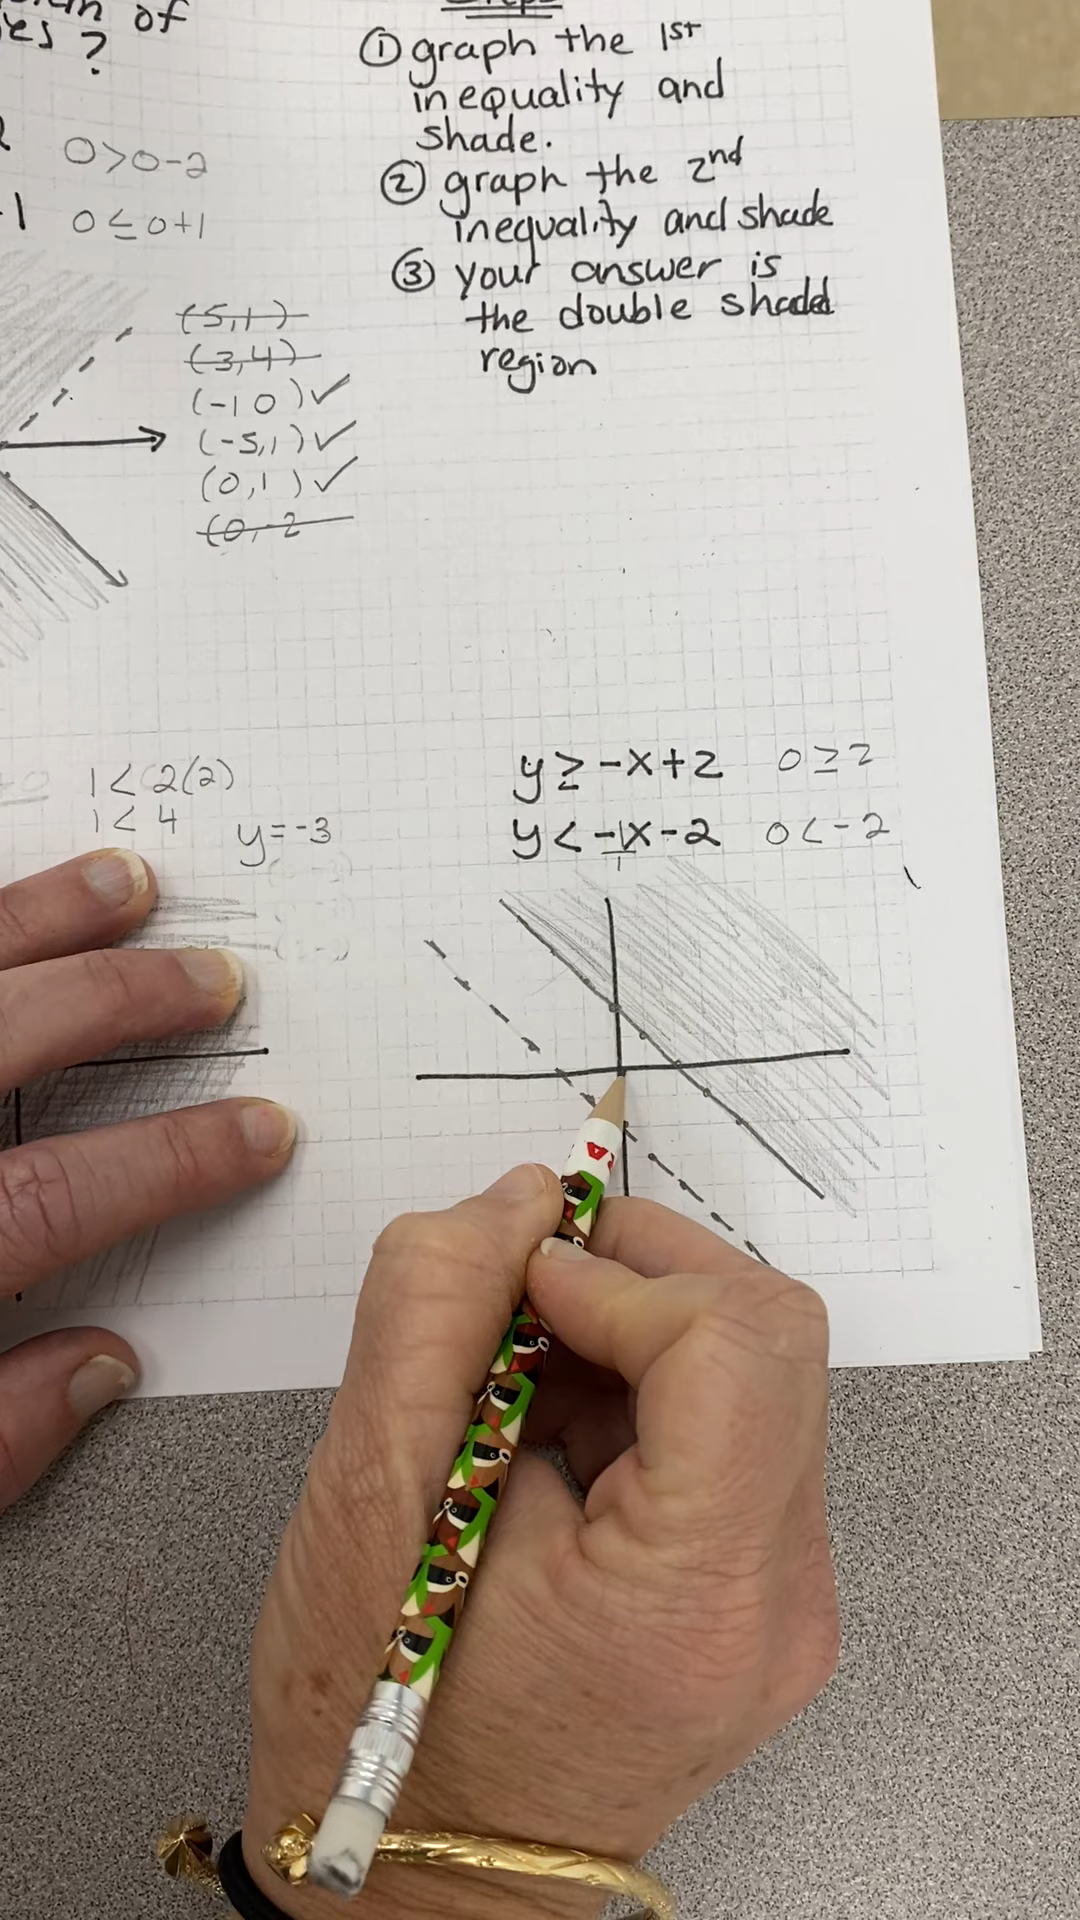 of
?
① graph the 1st
inequality and
shade.
② graph the 2nd
inequality and shade
③ your answer is
the double shaded
region
0>0-2
0≤0+1
(5,1)
(3,4)
(-1 0)✓
(-5,1)✓
(0,1)✓
(0,-2
1<2(2)
1<4
y=-3
y≥-x+2 0≥2
y<-1x-2 0<-2
1